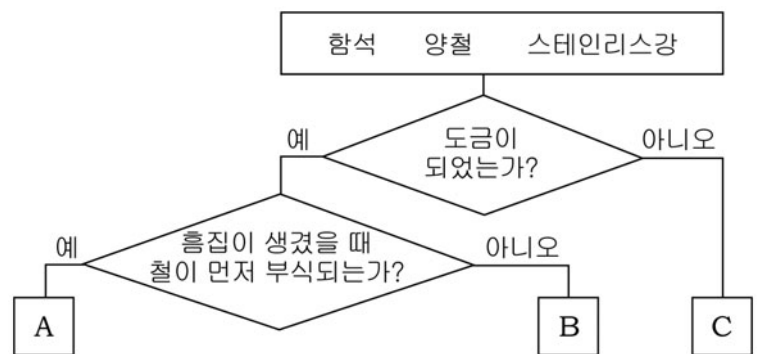 함석 양철 스테인리스강
예
도금이
되었는가?
아니오
예
흠집이 생겼을 때
철이 먼저 부식되는가?
아니오
A
B
C